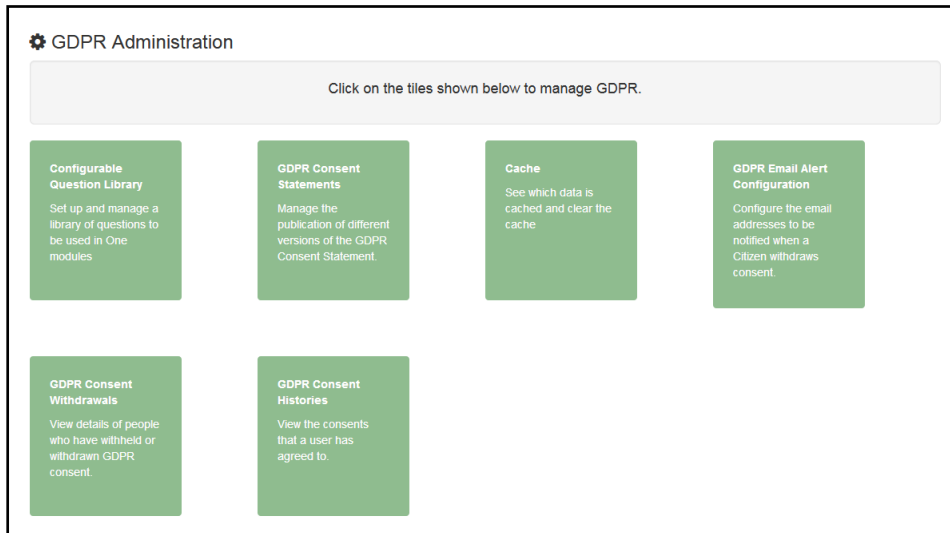 GDPR Administration
Click on the tiles shown below to manage GDPR.
Configurable
Question Library
Set up and manage a
library of questions to
be used in One
modules
GDPR Consent
Statements
Manage the
publication of different
versions of the GDPR
Consent Statement.
Cache
See which data is
cached and clear the
cache
GDPR Email Alert
Configuration
Configure the email
addresses to be
notified when a
Citizen withdraws
consent.
GDPR Consent
Withdrawals
View details of people
who have withheld or
withdrawn GDPR
consent.
GDPR Consent
Histories
View the consents
that a user has
agreed to.